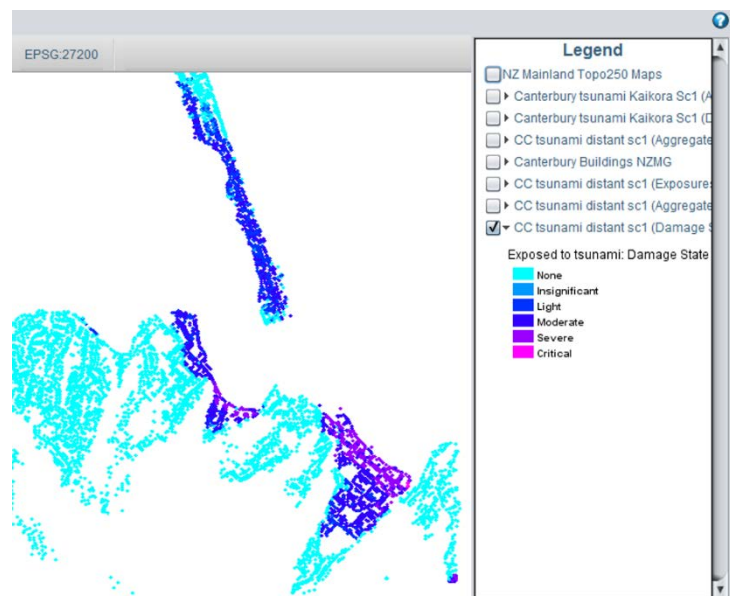 EPSG:27200
Legend
NZ Mainland Topo250 Maps
Canterbury tsunami Kaikora Sc1 (A
Canterbury tsunami Kaikora Sc1 (D
CC tsunami distant sc1 (Aggregate
Canterbury Buildings NZMG
CC tsunami distant sc1 (Exposure
CC tsunami distant sc1 (Aggregate
CC tsunami distant sc1 (Damage S
Exposed to tsunami: Damage State
None
Insignificant
Light
Moderate
Severe
Critical